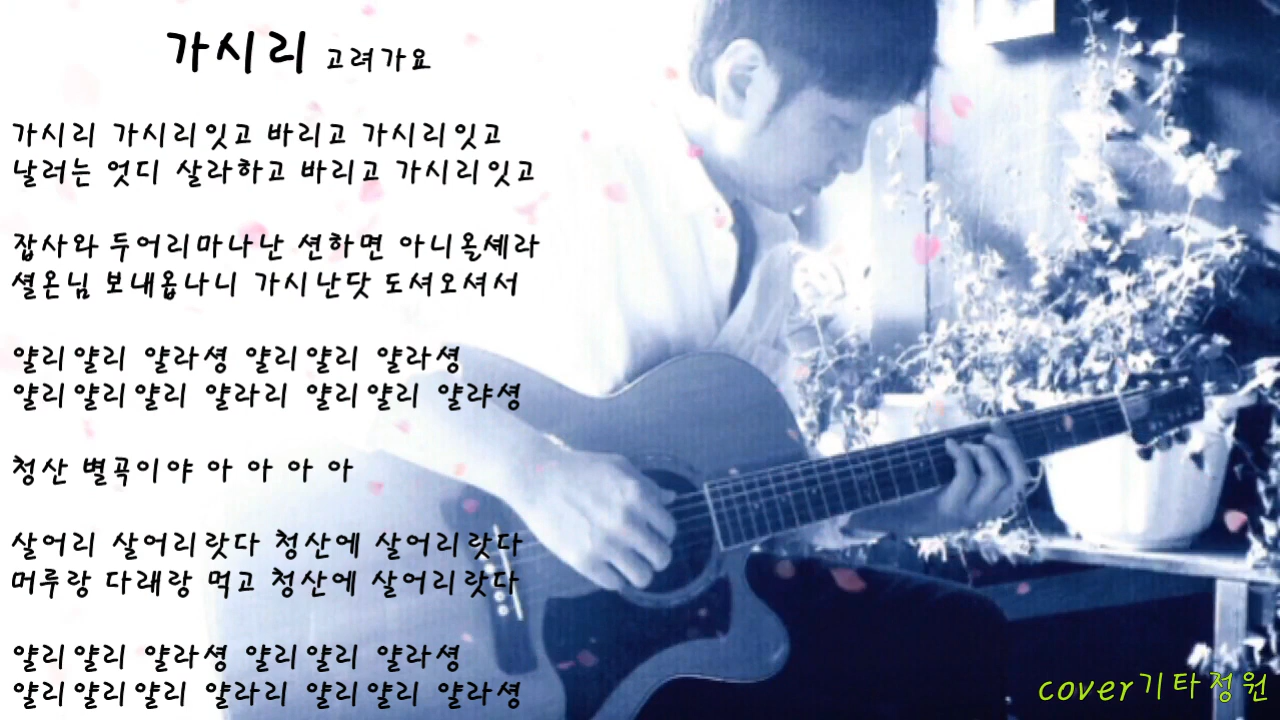 가시리 고려가요
가시리 가시리잇고 바리고 가시리잇고
날러는 엇디 살라하고 바리고 가시리잇고
잡사와 두어리마나난 션하면 아니올셰라
셜온님 보내옵나니 가시난닷 도셔오셔서
얄리얄리 얄라셩 얄리얄리 얄라셩
얄리얄리얄리 얄라리 얄리얄리 얄랴셩
청산 별곡이야 아 아 아 아
살어리 살어리랏다 청산에 살어리랏다
머루랑 다래랑 먹고 청산에 살어리랏다
얄리얄리 얄라셩 얄리얄리 얄라셩
얄리얄리얄리 얄라리 얄리얄리 얄라셩
cover기타정원